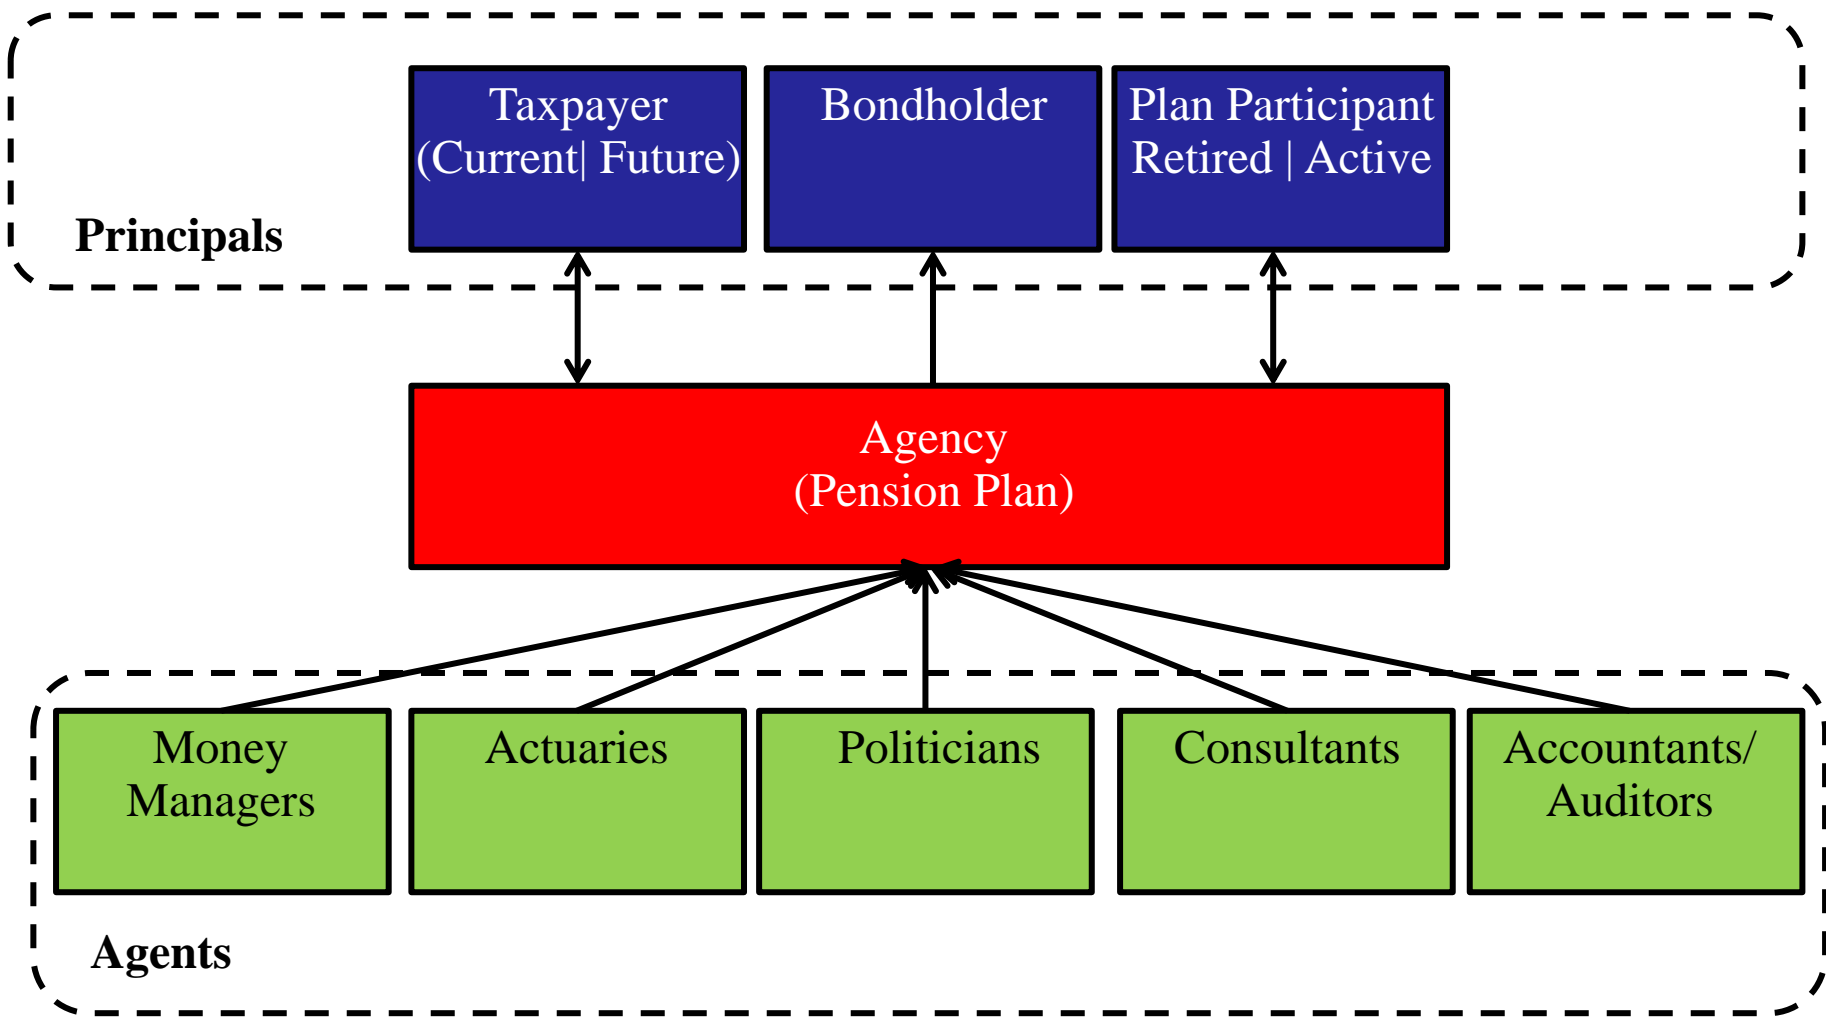 Taxpayer
(Current| Future)
Bondholder
Plan Participant
Retired | Active
Principals
Agency
(Pension Plan)
Money
Managers
Actuaries
Politicians
Consultants
Accountants/
Auditors
Agents